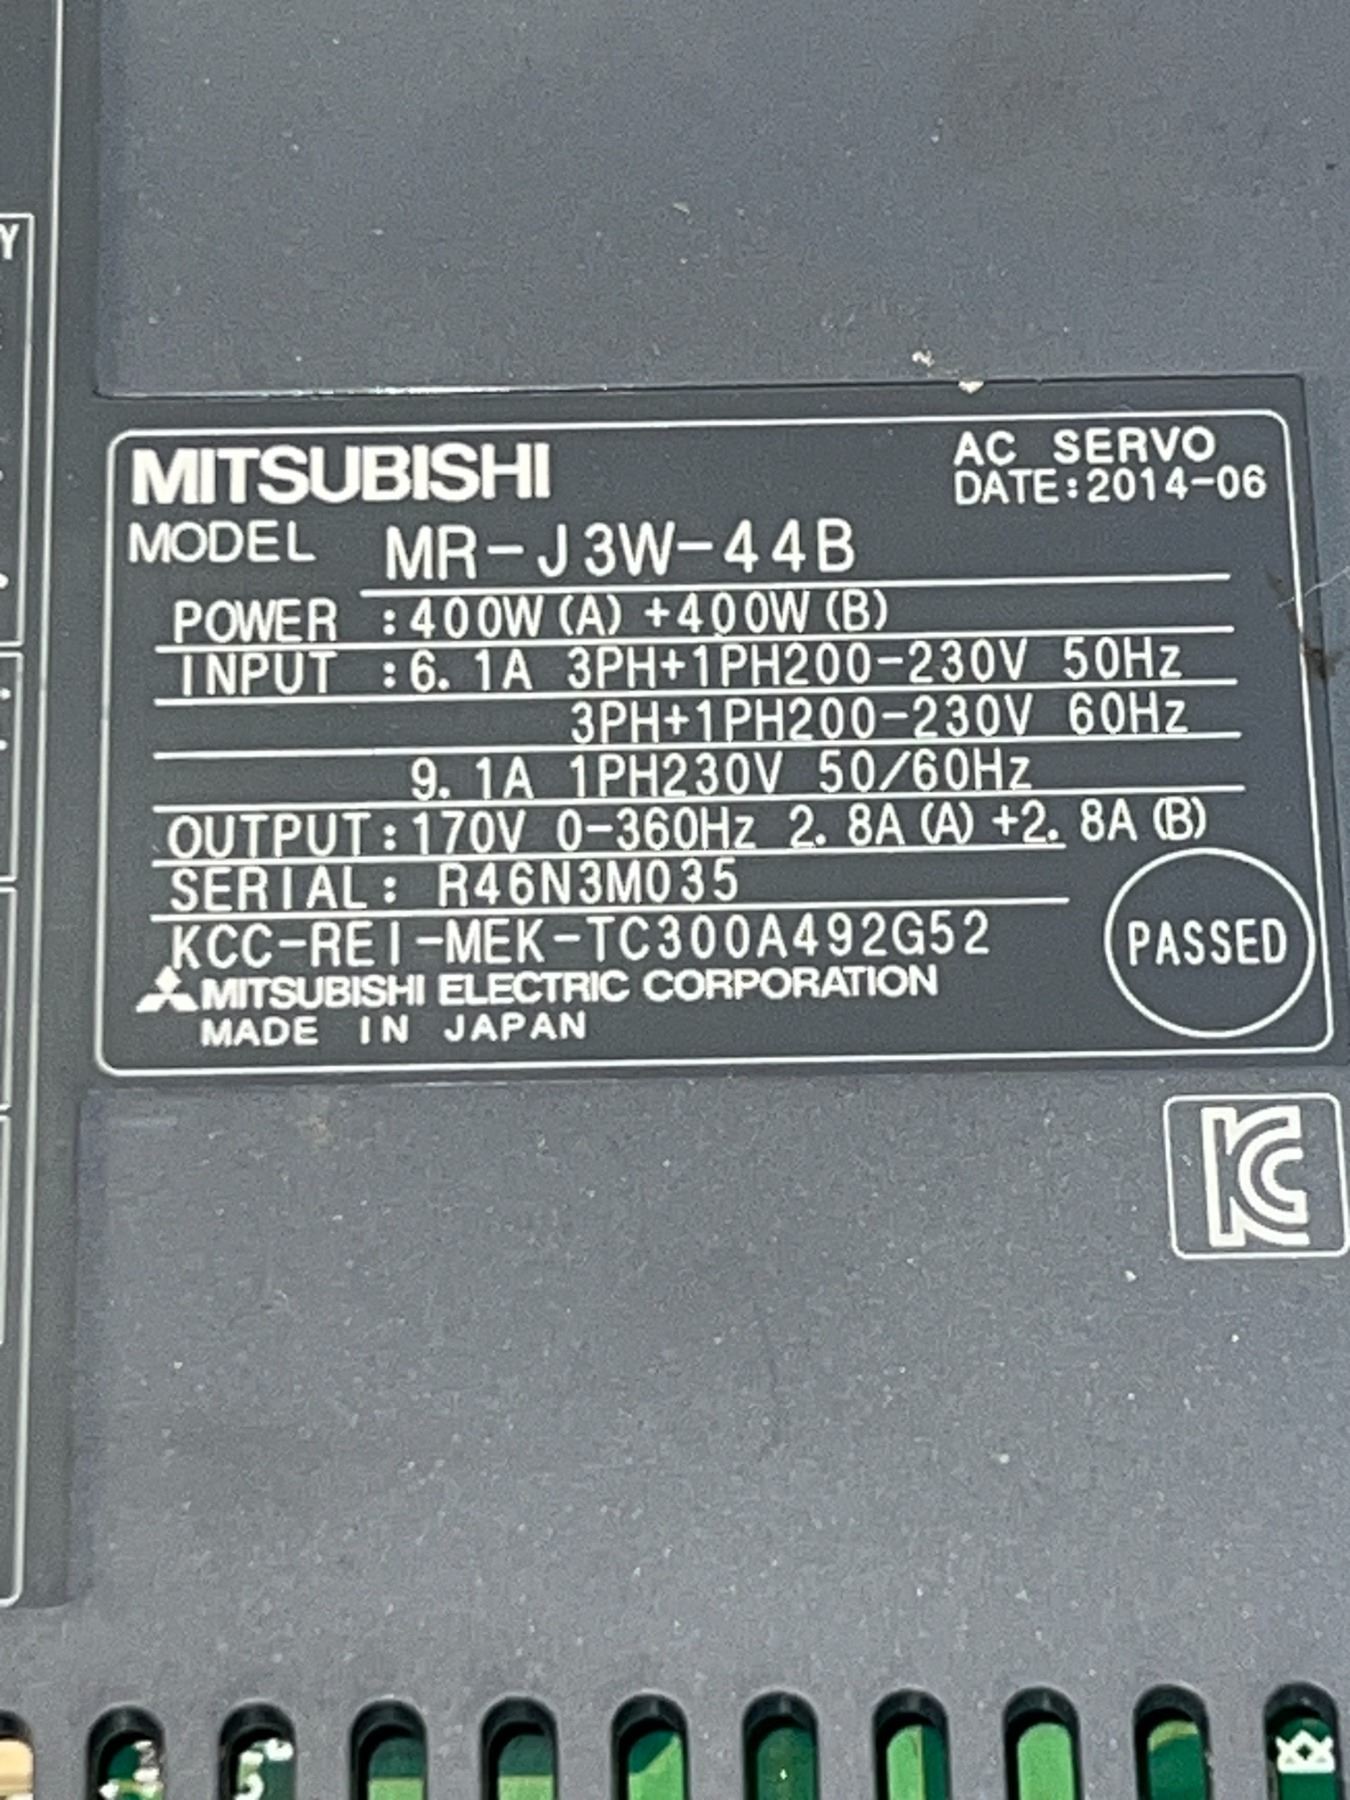 Y
MITSUBISHI
AC SERVO
DATE:2014-06
MODEL MR-J3W-44B
POWER :400W(A)+400W(B)
INPUT :6.1A 3PH+1PH200-230V 50Hz
3PH+1PH200-230V 60Hz
9.1A 1PH230V 50/60Hz
OUTPUT:170V 0-360Hz 2.8A(A)+2.8A(B)
SERIAL: R46N3M035
KCC-REI-MEK-TC300A492G52
PASSED
MITSUBISHI ELECTRIC CORPORATION
MADE IN JAPAN
KC